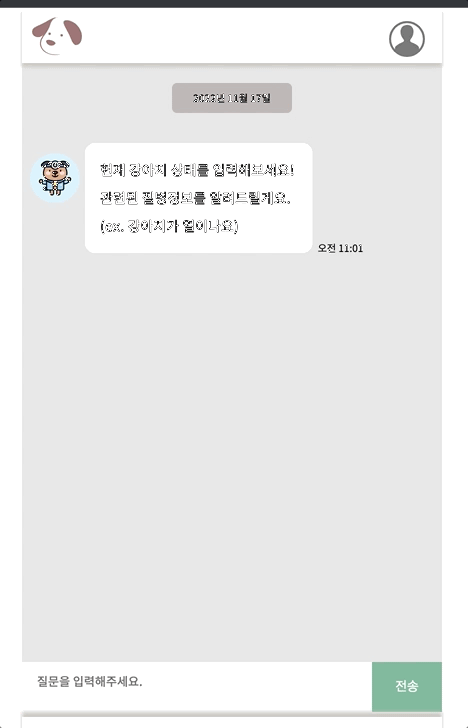 2022년 11월 17일
현재 강아지 상태를 입력해보세요!
관련된 질병정보를 알려드릴게요.
(ex. 강아지가 열이나요)
오전 11:01
질문을 입력해주세요.
전송